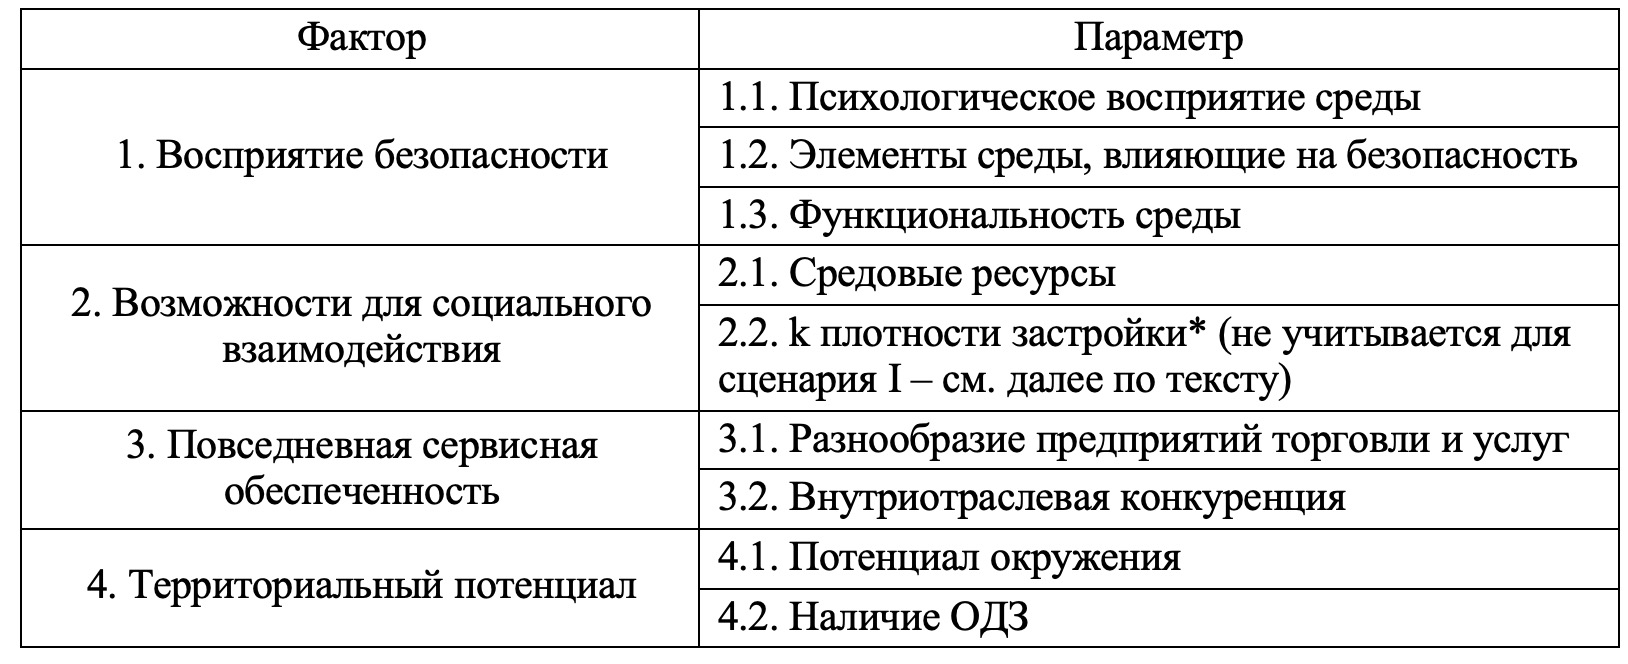 Фактор
Параметр
1. Восприятие безопасности
1.1. Психологическое восприятие среды
1.2. Элементы среды, влияющие на безопасность
1.3. Функциональность среды
2. Возможности для социального
взаимодействия
2.1. Средовые ресурсы
2.2. k плотности застройки* (не учитывается для
сценария I – см. далее по тексту)
3. Повседневная сервисная
обеспеченность
3.1. Разнообразие предприятий торговли и услуг
3.2. Внутриотраслевая конкуренция
4. Территориальный потенциал
4.1. Потенциал окружения
4.2. Наличие ОДЗ